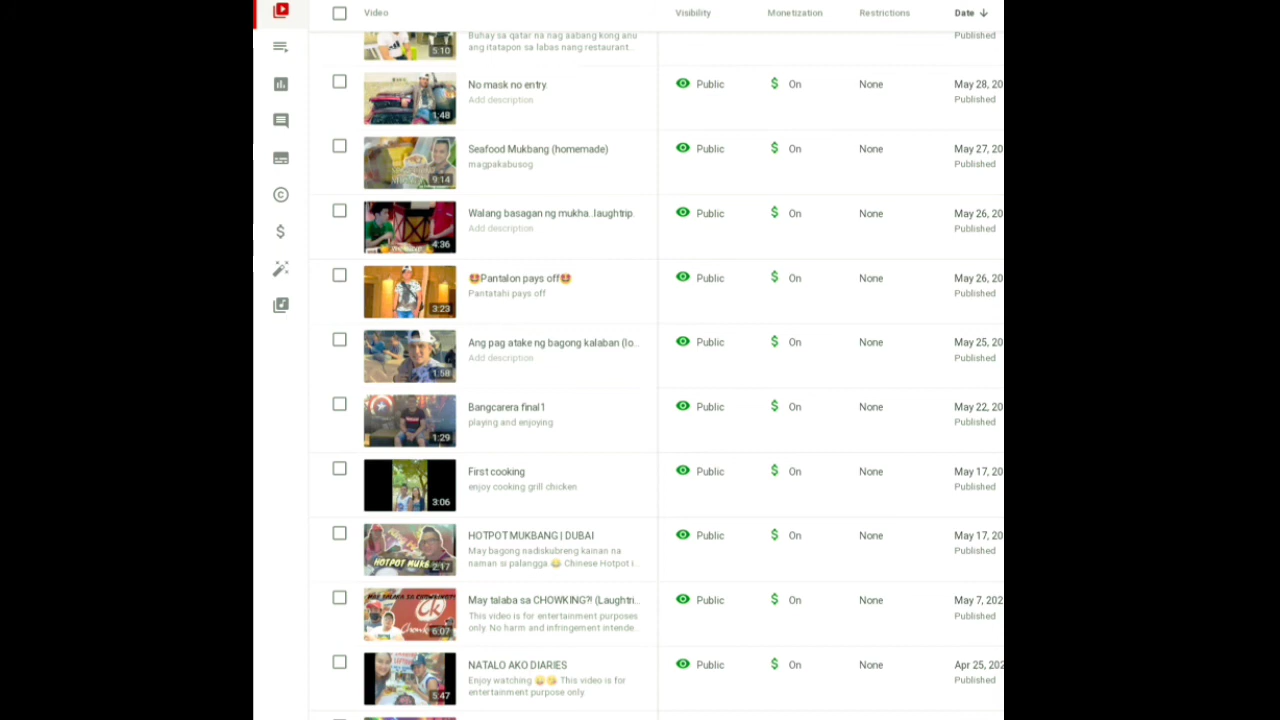 Video
Visibility
Monetization
Restrictions
Date
Buhay sa qatar na nag aabang kong anu
ang itatapon sa labas nang restaurant...
Published
5:10
No mask no entry
Add description
1:48
Public
On
None
May 28, 20
Published
Seafood Mukbang (homemade)
magpakabusog
9:14
Public
On
None
May 27, 20
Published
Walang basagan ng mukha..laughtrip
Add description
4:36
Public
On
None
May 26, 20
Published
🤩Pantalon pays off🤩
Pantatahi pays off
3:23
Public
On
None
May 26, 20
Published
Ang pag atake ng bagong kalaban (lo...
Add description
1:58
Public
On
None
May 25, 20
Published
Bangcarera final1
playing and enjoying
1:29
Public
On
None
May 22, 20
Published
First cooking
enjoy cooking grill chicken
3:06
Public
On
None
May 17, 20
Published
HOTPOT MUKBANG | DUBAI
May bagong nadiskubreng kainan na
naman si palangga 😂 Chinese Hotpot i...
HOTPOT MUKB
2:17
Public
On
None
May 17, 20
Published
May talaba sa CHOWKING?! (Laughtri...
This video is for entertainment purposes
only. No harm and infringement intende...
MAY TALABA SA CHOWKING?!
Ck
6:07
Public
On
None
May 7, 202
Published
NATALO AKO DIARIES
Enjoy watching 😄😘 This video is for
entertainment purpose only.
5:47
Public
On
None
Apr 25, 202
Published